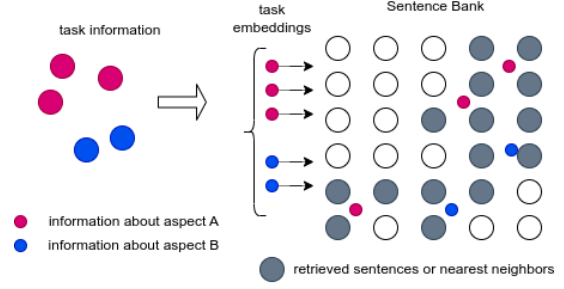 task information
task
embeddings
Sentence Bank
information about aspect A
information about aspect B
retrieved sentences or nearest neighbors